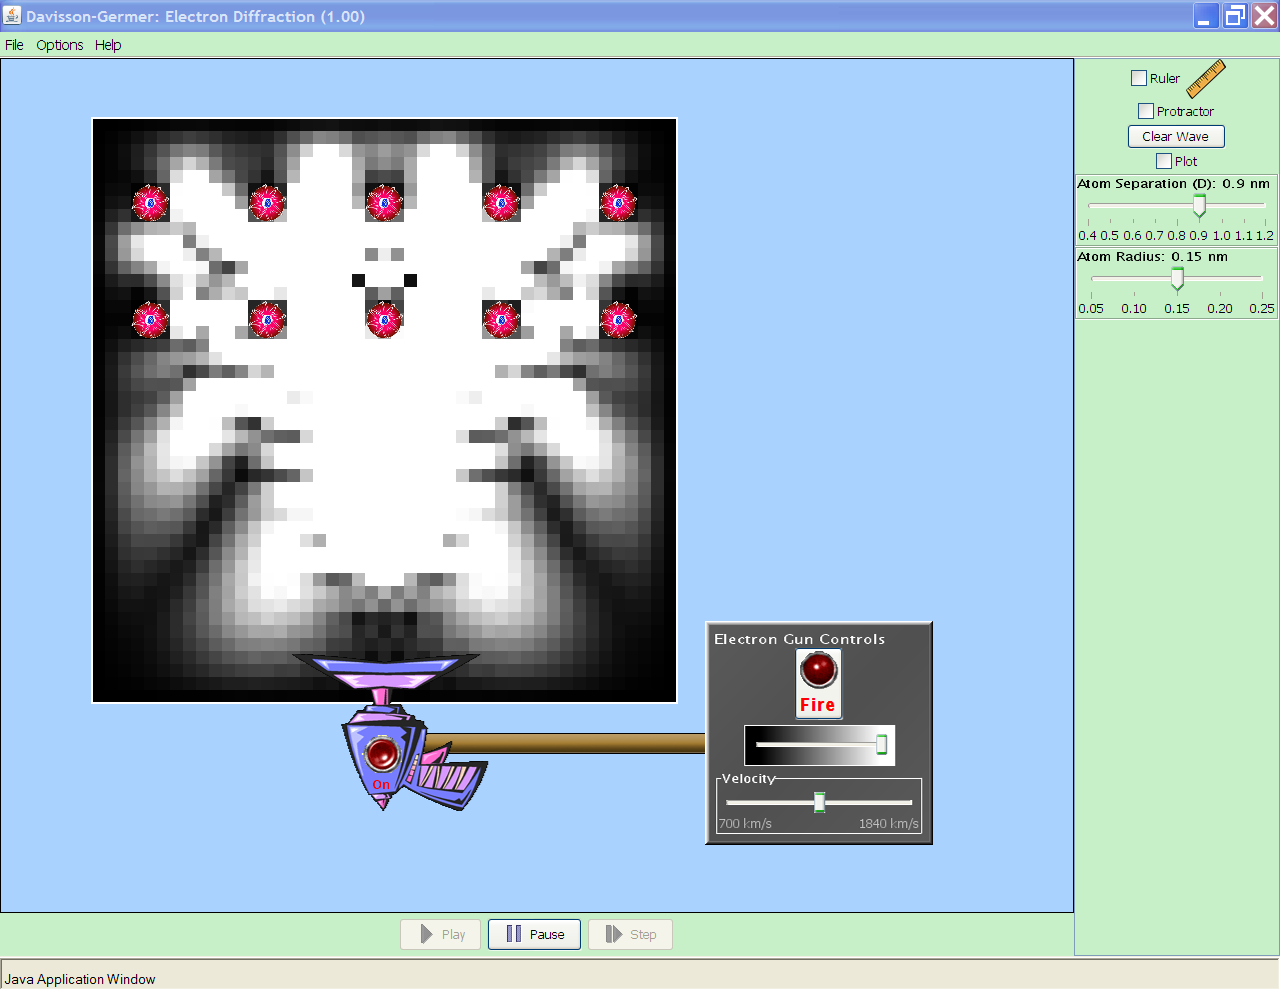 Davisson-Germer: Electron Diffraction (1.00)
File Options Help
Ruler
Protractor
Clear Wave
Plot
Atom Separation (D): 0.9 nm
0.4 0.5 0.6 0.7 0.8 0.9 1.0 1.1 1.2
Atom Radius: 0.15 nm
0.05 0.10 0.15 0.20 0.25
Electron Gun Controls
Fire
On
Velocity
700 km/s 1840 km/s
Play Pause Step
Java Application Window